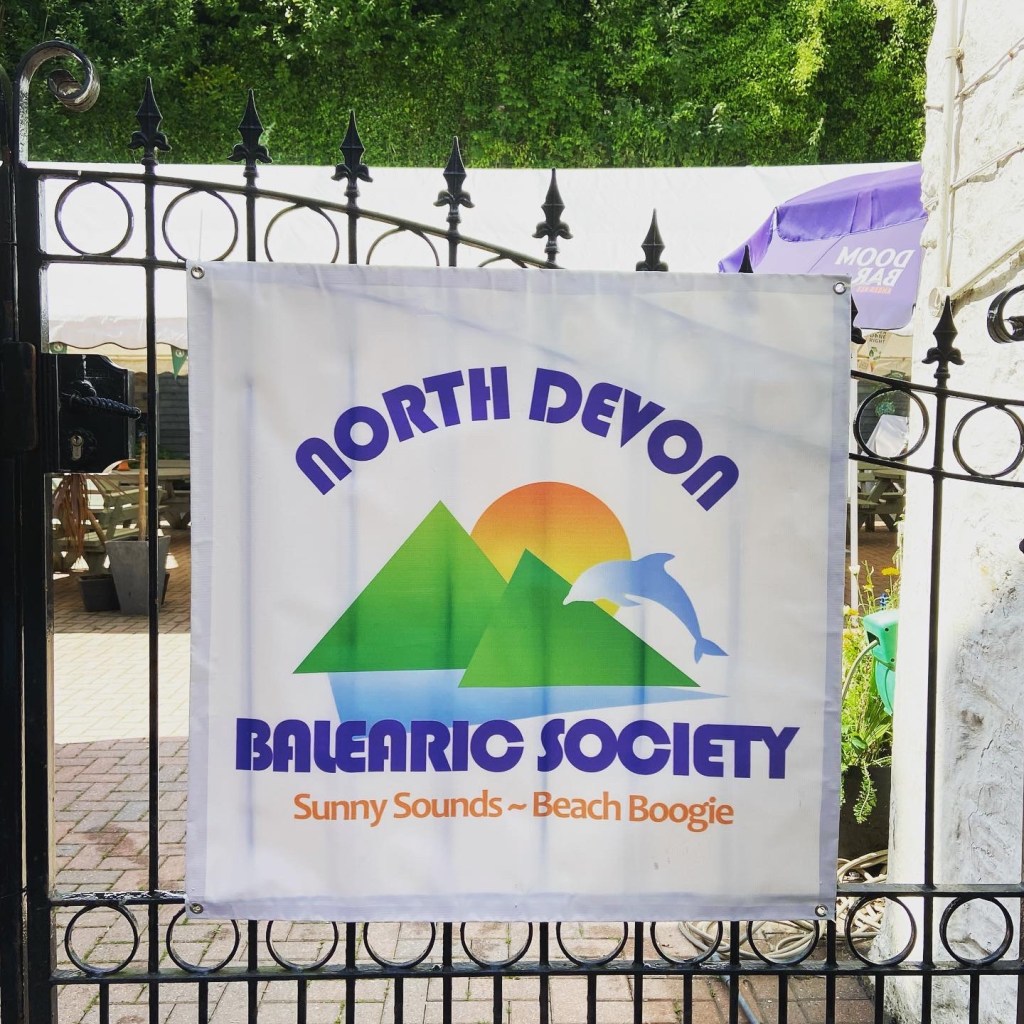 DOOM
BAR
NORTH DEVON
BALEARIC SOCIETY
Sunny Sounds ~ Beach Boogie